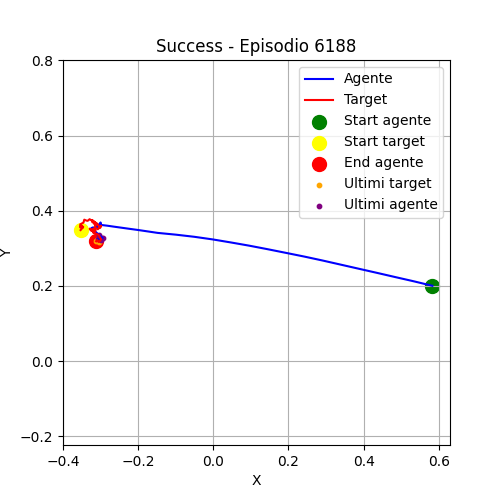 Success - Episodio 6188
0.8
0.6
0.4
0.2
0.0
−0.2
Y
Agente
Target
Start agente
Start target
End agente
Ultimi target
Ultimi agente
−0.4
−0.2
0.0
0.2
0.4
0.6
X